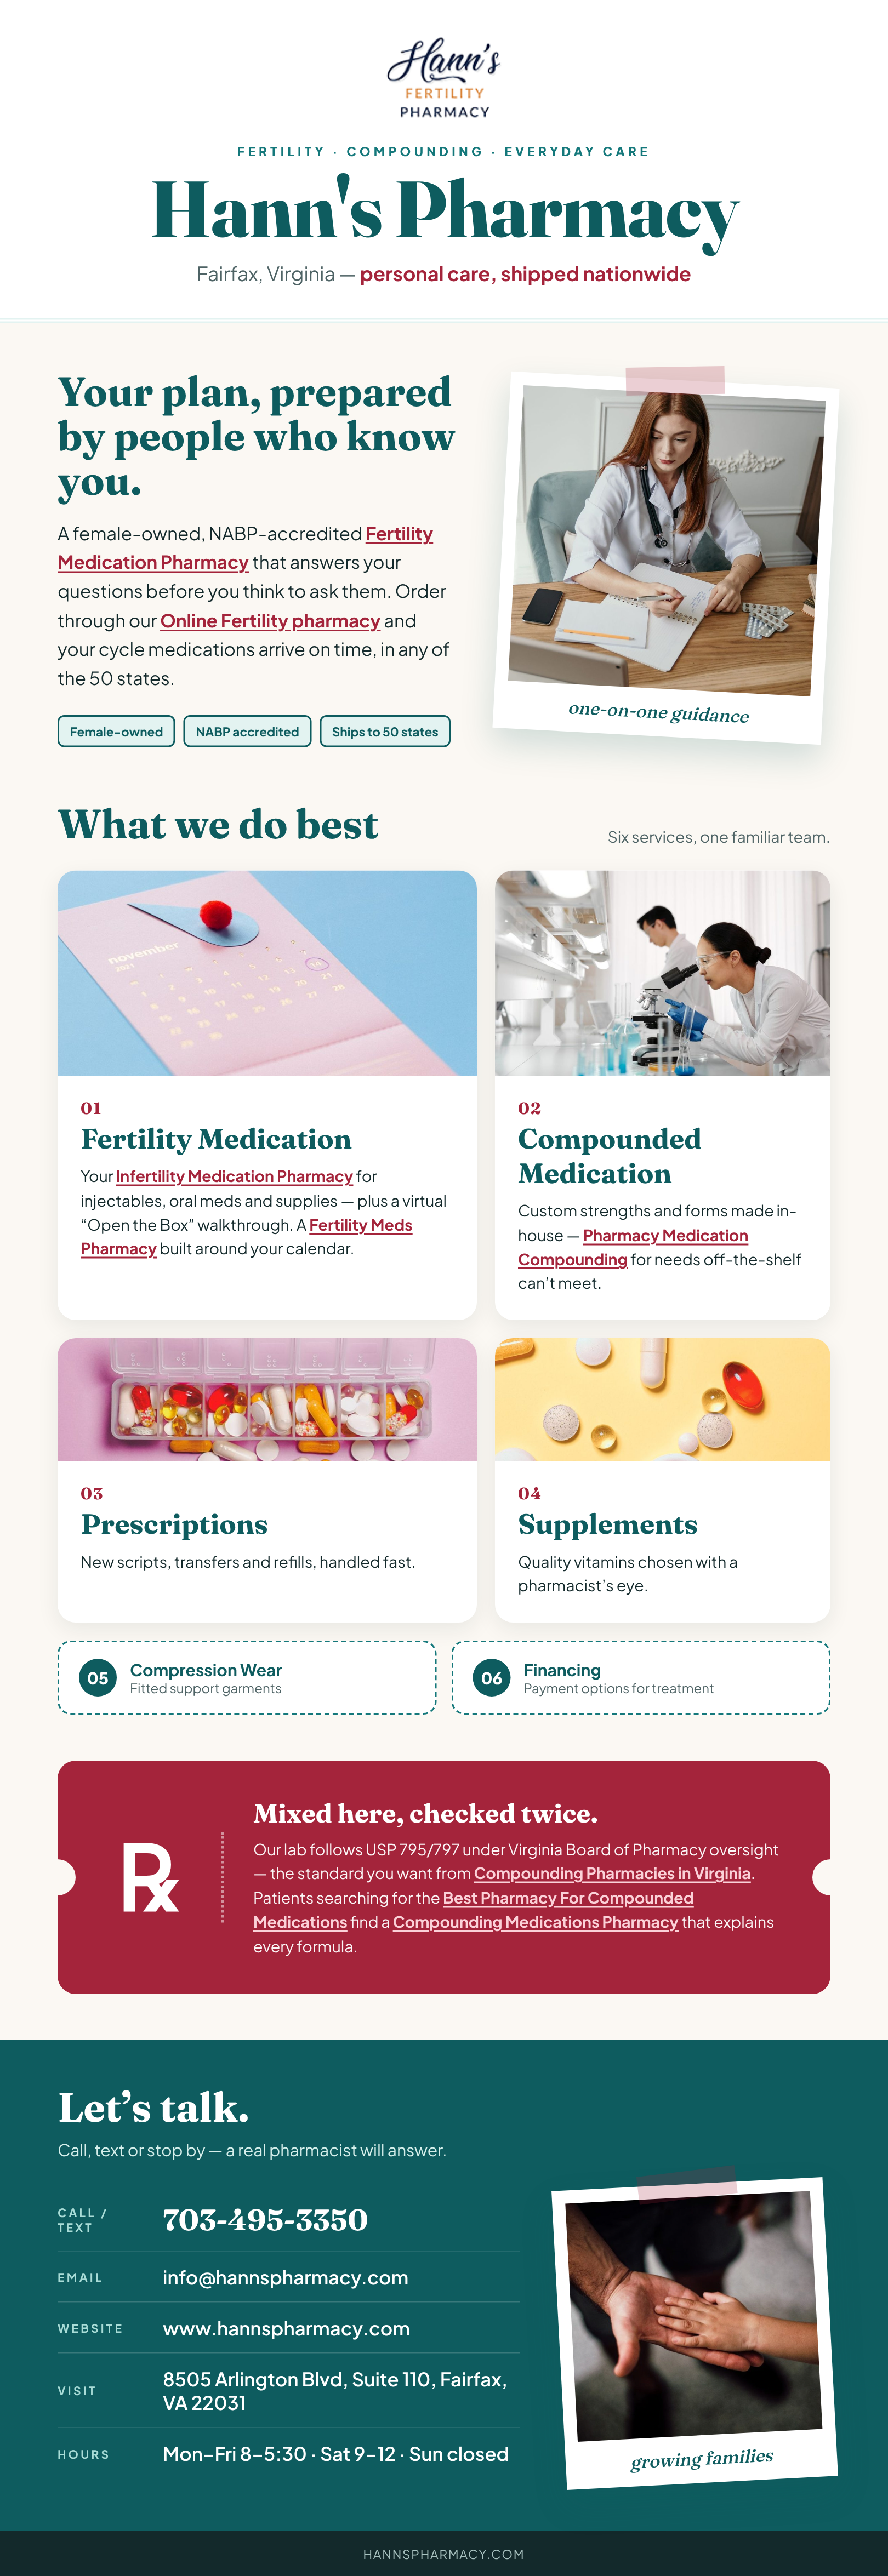 Hann's
FERTILITY
PHARMACY
FERTILITY · COMPOUNDING · EVERYDAY CARE
Hann's Pharmacy
Fairfax, Virginia — personal care, shipped nationwide
Your plan, prepared
by people who know
you.
A female-owned, NABP-accredited Fertility
Medication Pharmacy that answers your
questions before you think to ask them. Order
through our Online Fertility pharmacy and
your cycle medications arrive on time, in any of
the 50 states.
Female-owned
NABP accredited
Ships to 50 states
one-on-one guidance
What we do best
Six services, one familiar team.
november
2021
01
Fertility Medication
Your Infertility Medication Pharmacy for
injectables, oral meds and supplies — plus a virtual
“Open the Box” walkthrough. A Fertility Meds
Pharmacy built around your calendar.
02
Compounded
Medication
Custom strengths and forms made in-
house — Pharmacy Medication
Compounding for needs off-the-shelf
can’t meet.
03
Prescriptions
New scripts, transfers and refills, handled fast.
04
Supplements
Quality vitamins chosen with a
pharmacist’s eye.
05
Compression Wear
Fitted support garments
06
Financing
Payment options for treatment
℞
Mixed here, checked twice.
Our lab follows USP 795/797 under Virginia Board of Pharmacy oversight
— the standard you want from Compounding Pharmacies in Virginia.
Patients searching for the Best Pharmacy For Compounded
Medications find a Compounding Medications Pharmacy that explains
every formula.
Let’s talk.
Call, text or stop by — a real pharmacist will answer.
CALL /
TEXT
703-495-3350
EMAIL
info@hannspharmacy.com
WEBSITE
www.hannspharmacy.com
VISIT
8505 Arlington Blvd, Suite 110, Fairfax,
VA 22031
HOURS
Mon–Fri 8–5:30 · Sat 9–12 · Sun closed
growing families
HANNSPHARMACY.COM